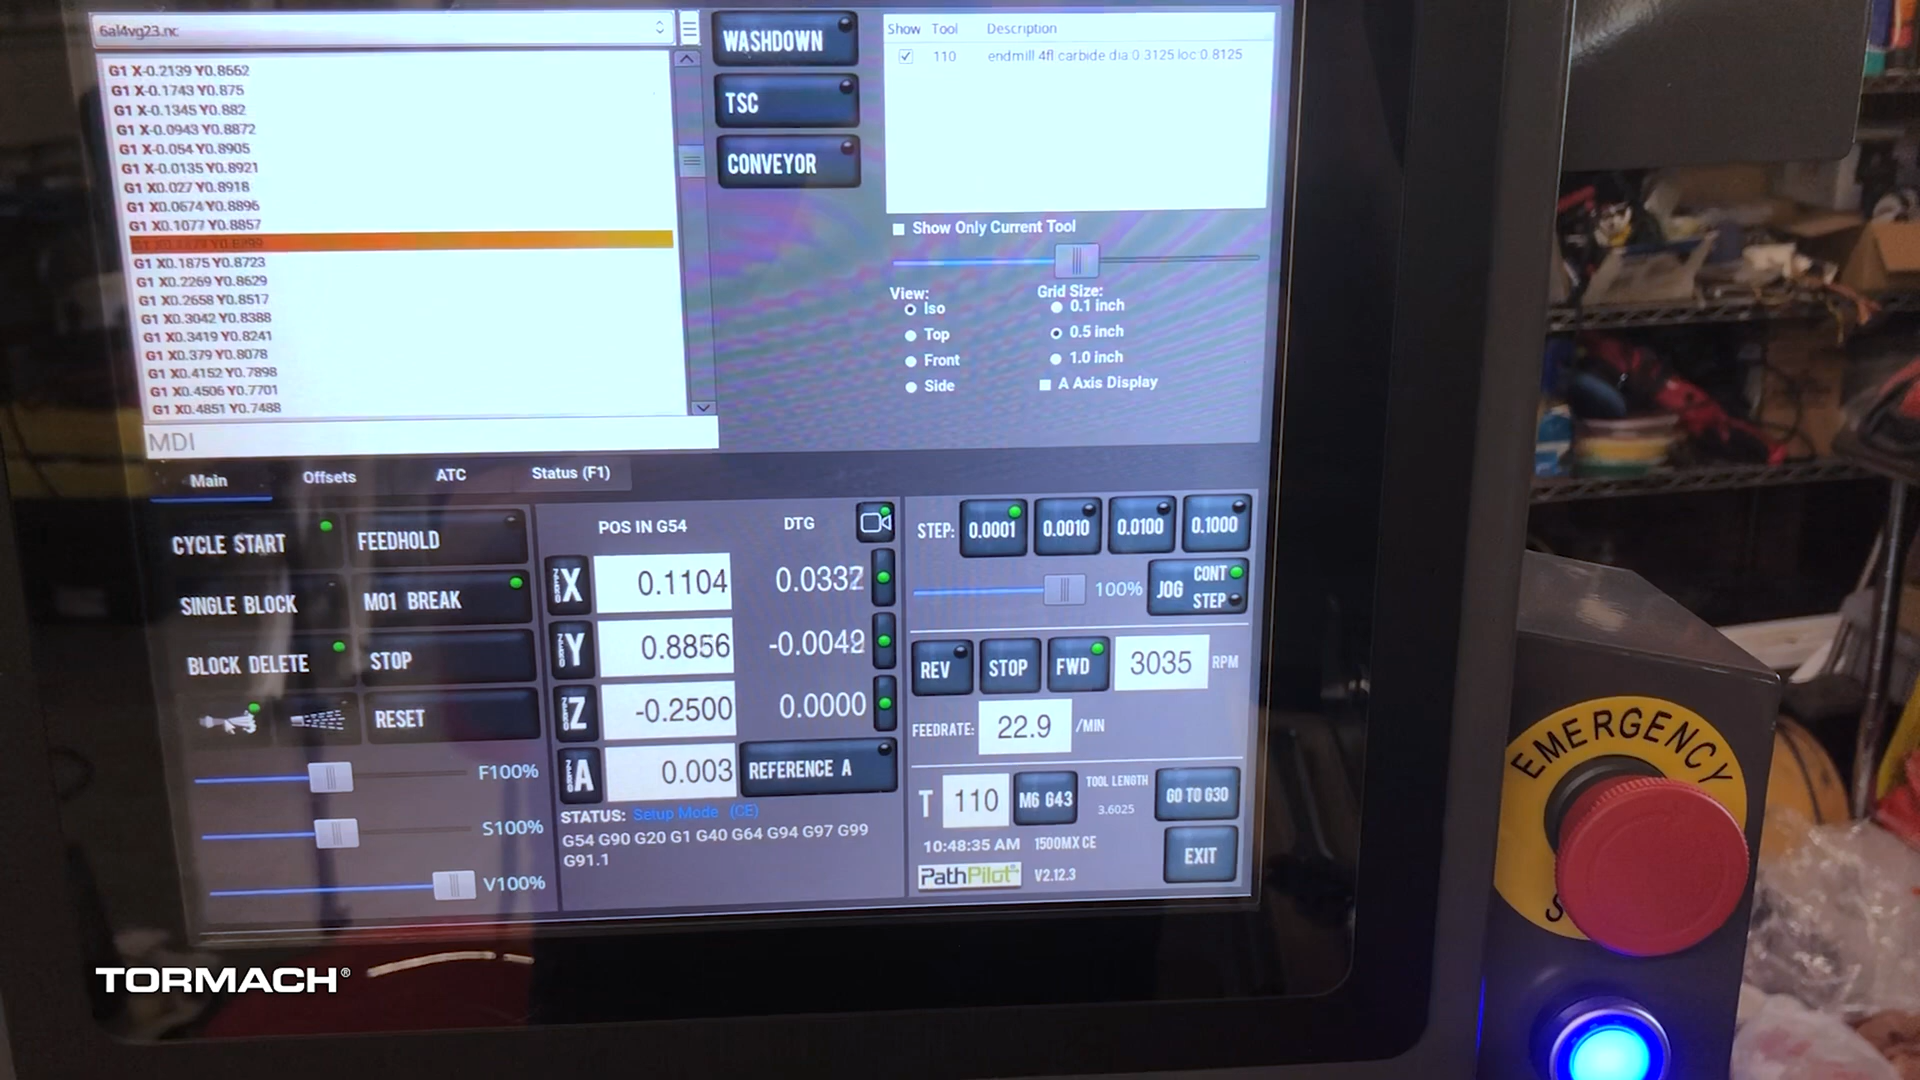 6al4vg23.nc
G1 X-0.2139 Y0.8662
G1 X-0.1743 Y0.875
G1 X-0.1345 Y0.882
G1 X-0.0943 Y0.8872
G1 X-0.054 Y0.8905
G1 X-0.0135 Y0.8921
G1 X0.027 Y0.8918
G1 X0.0674 Y0.8896
G1 X0.1077 Y0.8857
G1 X0.1875 Y0.8723
G1 X0.2269 Y0.8629
G1 X0.2658 Y0.8517
G1 X0.3042 Y0.8388
G1 X0.3419 Y0.8241
G1 X0.379 Y0.8078
G1 X0.4152 Y0.7898
G1 X0.4506 Y0.7701
G1 X0.4851 Y0.7488
MDI
WASHDOWN
TSC
CONVEYOR
Show Tool Description
110 endmill 4fl carbide dia:0.3125 loc:0.8125
Show Only Current Tool
View:
Iso
Top
Front
Side
Grid Size:
0.1 inch
0.5 inch
1.0 inch
A Axis Display
Main Offsets ATC Status (F1)
CYCLE START FEEDHOLD
SINGLE BLOCK M01 BREAK
BLOCK DELETE STOP
RESET
F100%
S100%
V100%
POS IN G54 DTG
ZERO X 0.1104
ZERO Y 0.8856
ZERO Z -0.2500 0.0000
ZERO A 0.003 REFERENCE A
STATUS: Setup Mode (CE)
G54 G90 G20 G1 G40 G64 G94 G97 G99
G91.1
STEP: 0.0001 0.0010 0.0100 0.1000
100% JOG CONT STEP
REV STOP FWD 3035 RPM
FEEDRATE: 22.9 /MIN
T 110 M6 G43 TOOL LENGTH 3.6025 GO TO G30
10:48:35 AM 1500MX CE
PathPilot® V2.12.3
EXIT
EMERGENCY
S
TORMACH®